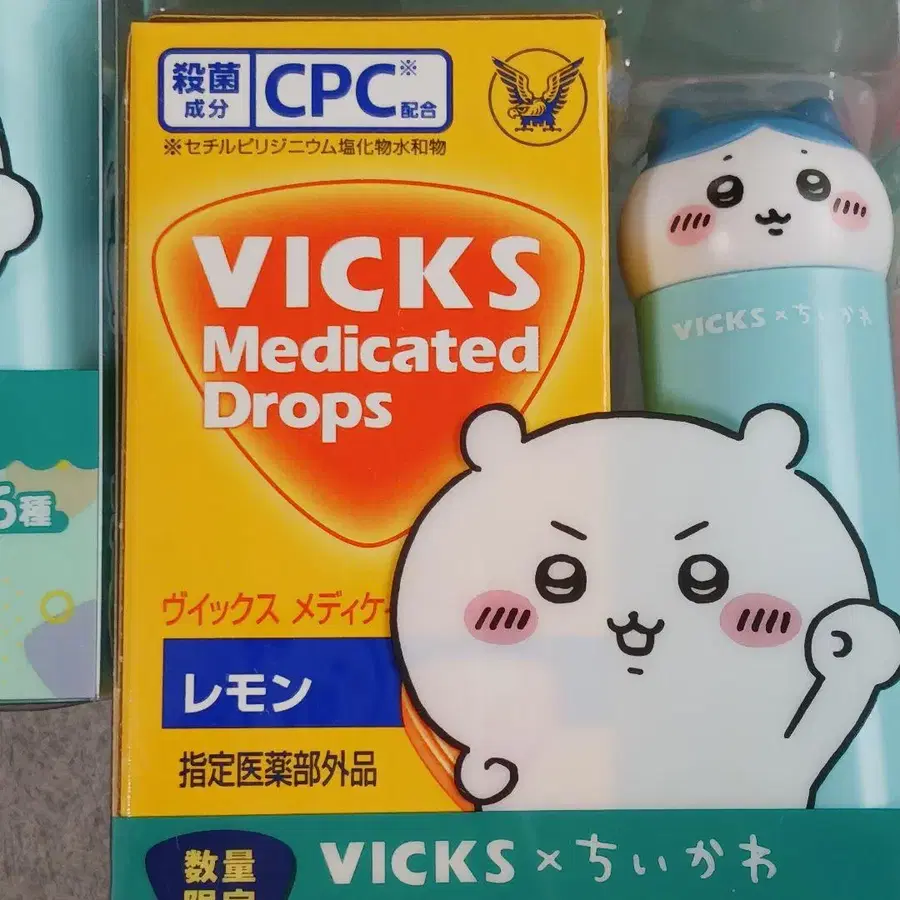 殺菌
成分
CPC※
配合
※セチルピリジニウム塩化物水和物
VICKS
Medicated
Drops
VICKS×ちいかわ
6種
ヴイックス メディケ
レモン
指定医薬部外品
数量
限定
VICKS×ちいかわ